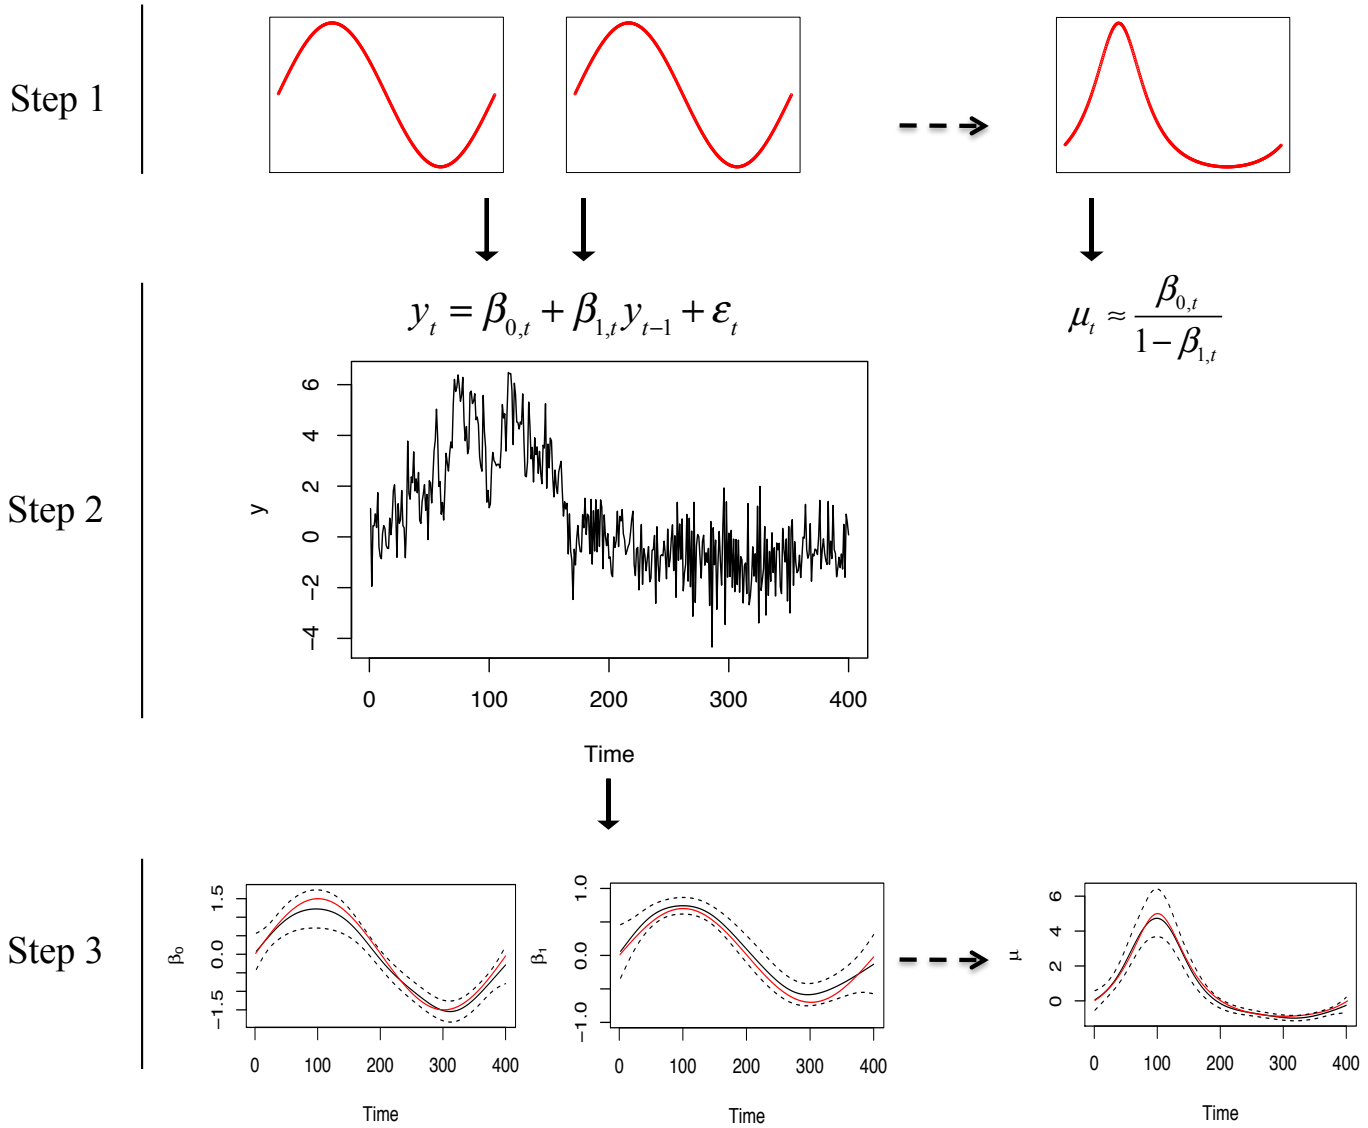 Step 1
y_t = β_{0,t} + β_{1,t} y_{t−1} + ε_t
μ_t ≈ β_{0,t} / (1 − β_{1,t})
Step 2
y
6
4
2
0
−2
−4
0 100 200 300 400
Time
Step 3
β₀
1.5
0.0
−1.5
0 100 200 300 400
Time
β₁
1.0
0.0
−1.0
0 100 200 300 400
Time
μ
6
4
2
0
0 100 200 300 400
Time